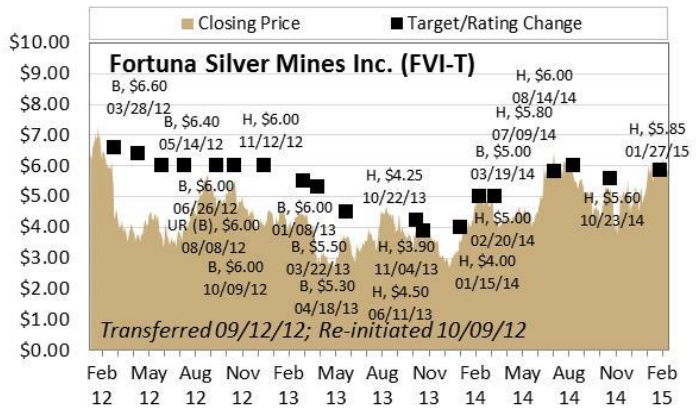 Closing Price
Target/Rating Change
$10.00
$9.00
$8.00
$7.00
$6.00
$5.00
$4.00
$3.00
$2.00
$1.00
$0.00
Fortuna Silver Mines Inc. (FVI-T)
B, $6.60
03/28/12
B, $6.40
05/14/12
B, $6.00
06/26/12
UR (B), $6.00
08/08/12
B, $6.00
10/09/12
H, $6.00
11/12/12
B, $6.00
01/08/13
B, $5.50
03/22/13
B, $5.30
04/18/13
H, $4.50
06/11/13
H, $4.25
10/22/13
H, $3.90
11/04/13
H, $4.00
01/15/14
H, $5.00
02/20/14
B, $5.00
03/19/14
H, $5.80
07/09/14
H, $6.00
08/14/14
H, $5.60
10/23/14
H, $5.85
01/27/15
Transferred 09/12/12; Re-initiated 10/09/12
Feb 12
May 12
Aug 12
Nov 12
Feb 13
May 13
Aug 13
Nov 13
Feb 14
May 14
Aug 14
Nov 14
Feb 15